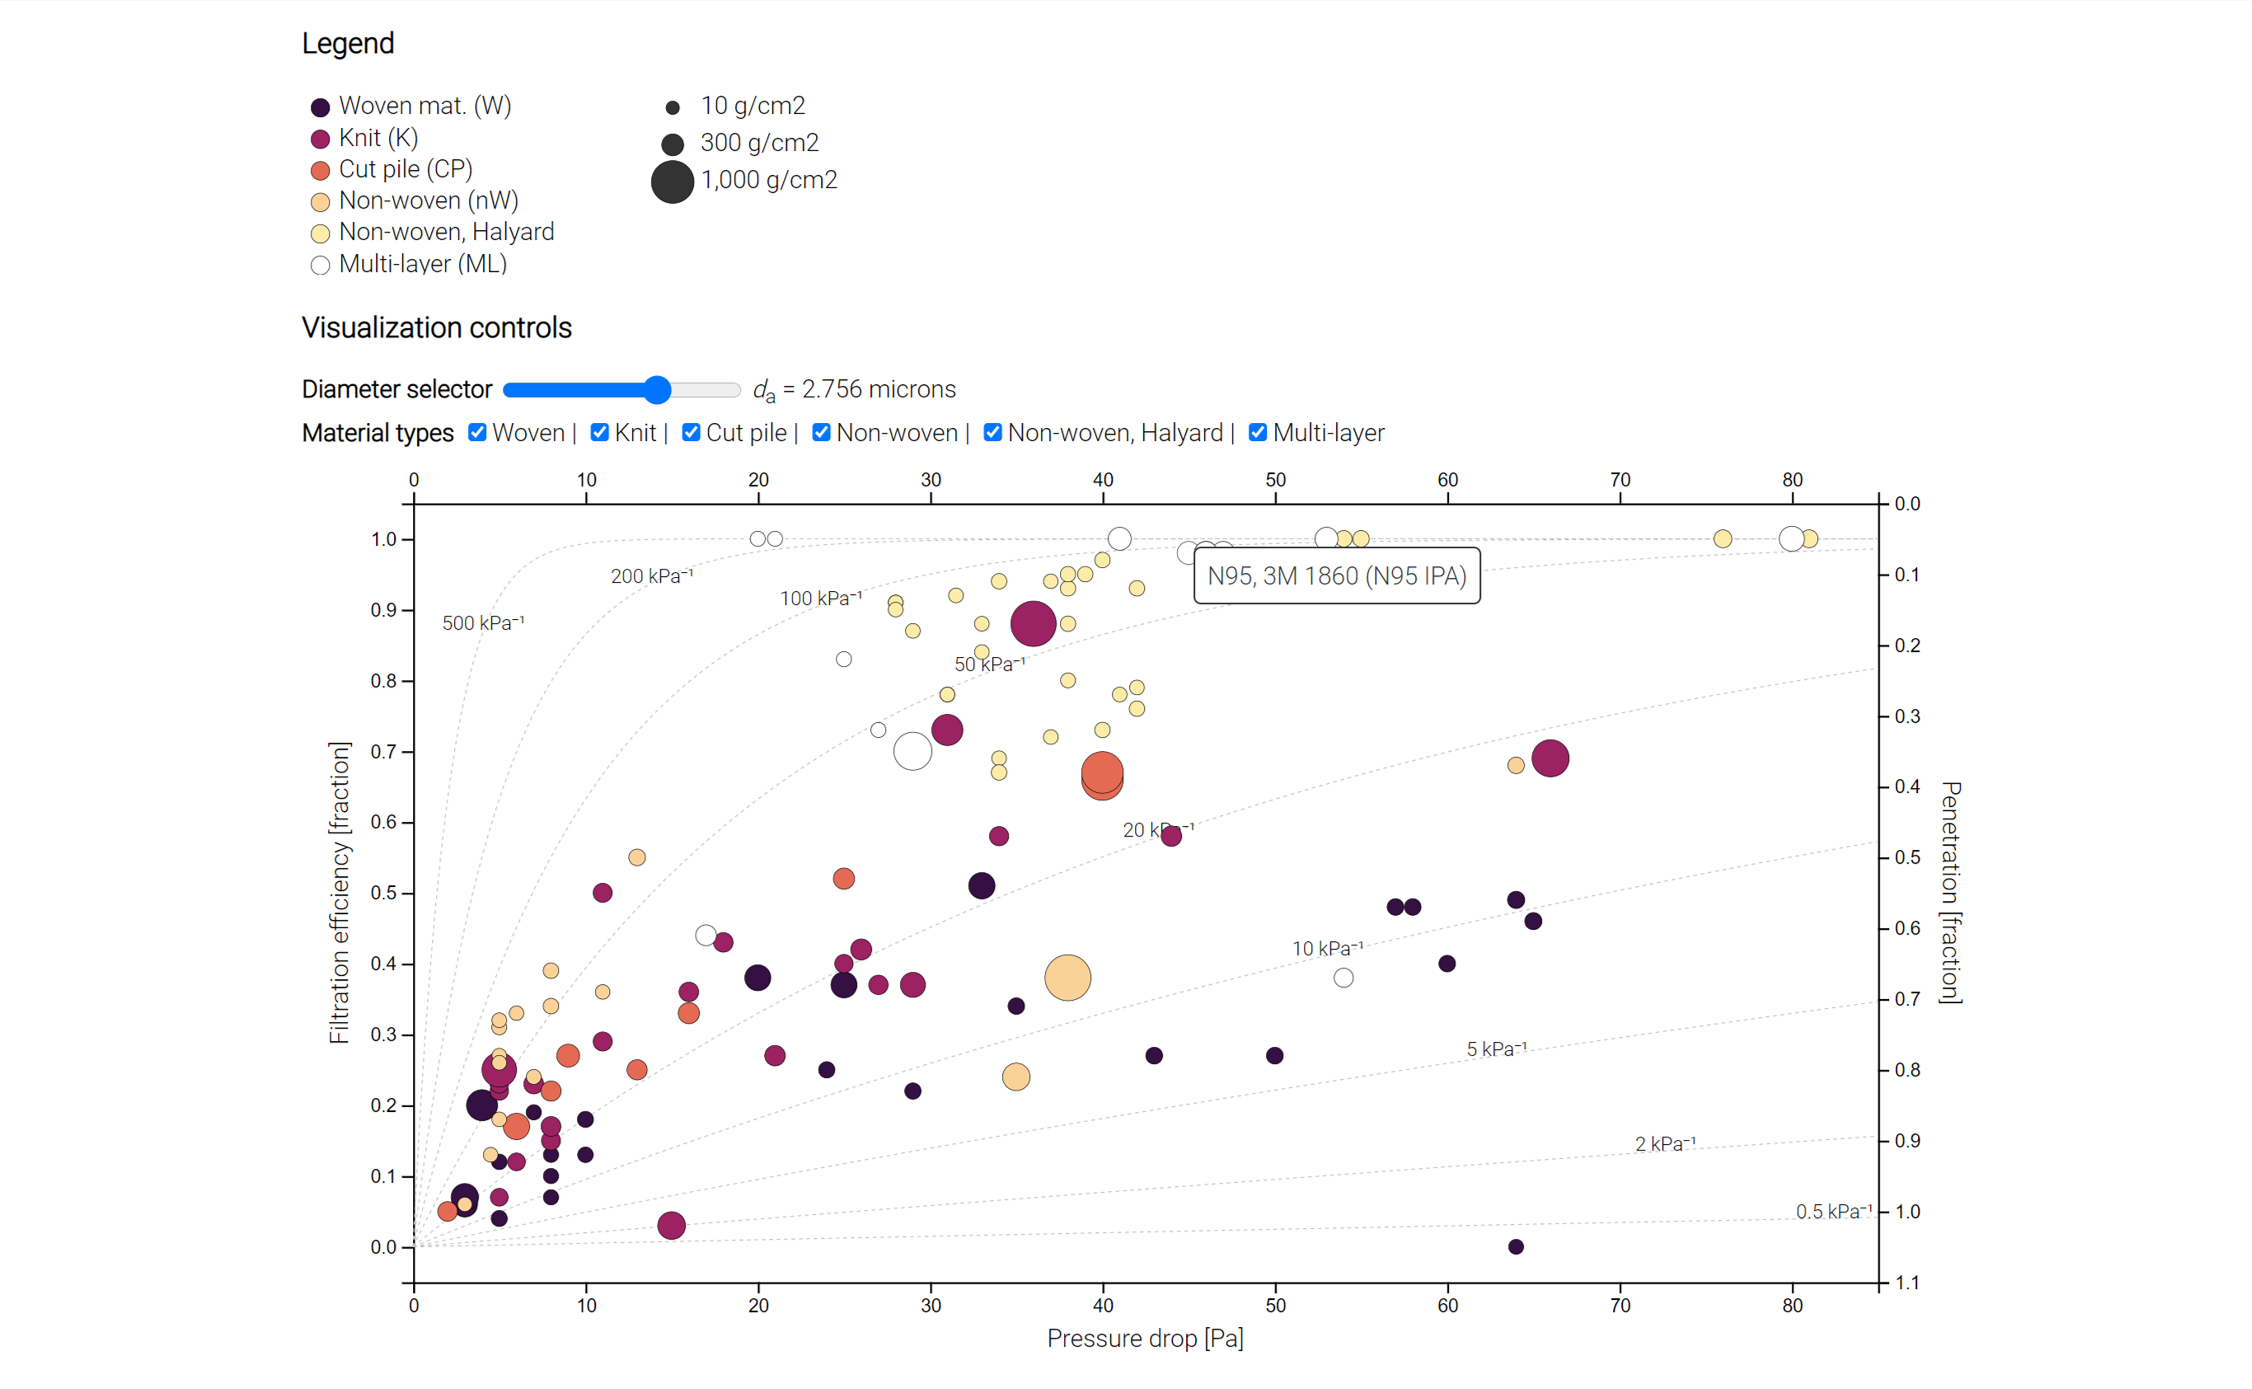 Legend
Woven mat. (W)
Knit (K)
Cut pile (CP)
Non-woven (nW)
Non-woven, Halyard
Multi-layer (ML)
10 g/cm2
300 g/cm2
1,000 g/cm2
Visualization controls
Diameter selector dₐ = 2.756 microns
Material types Woven | Knit | Cut pile | Non-woven | Non-woven, Halyard | Multi-layer
0 10 20 30 40 50 60 70 80
Filtration efficiency [fraction]
1.0
0.9
0.8
0.7
0.6
0.5
0.4
0.3
0.2
0.1
0.0
500 kPa⁻¹
200 kPa⁻¹
100 kPa⁻¹
50 kPa⁻¹
20 kPa⁻¹
10 kPa⁻¹
5 kPa⁻¹
2 kPa⁻¹
0.5 kPa⁻¹
N95, 3M 1860 (N95 IPA)
0.0
0.1
0.2
0.3
0.4
0.5
0.6
0.7
0.8
0.9
1.0
1.1
Penetration [fraction]
0 10 20 30 40 50 60 70 80
Pressure drop [Pa]